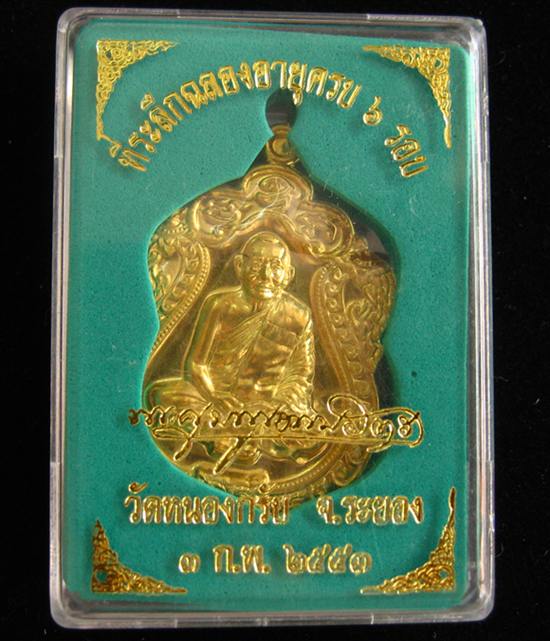 ที่ระลึกฉลองอายุครบ ๖ รอบ
วัดหนองกรับ จ.ระยอง
๓ ก.พ. ๒๕๕๓